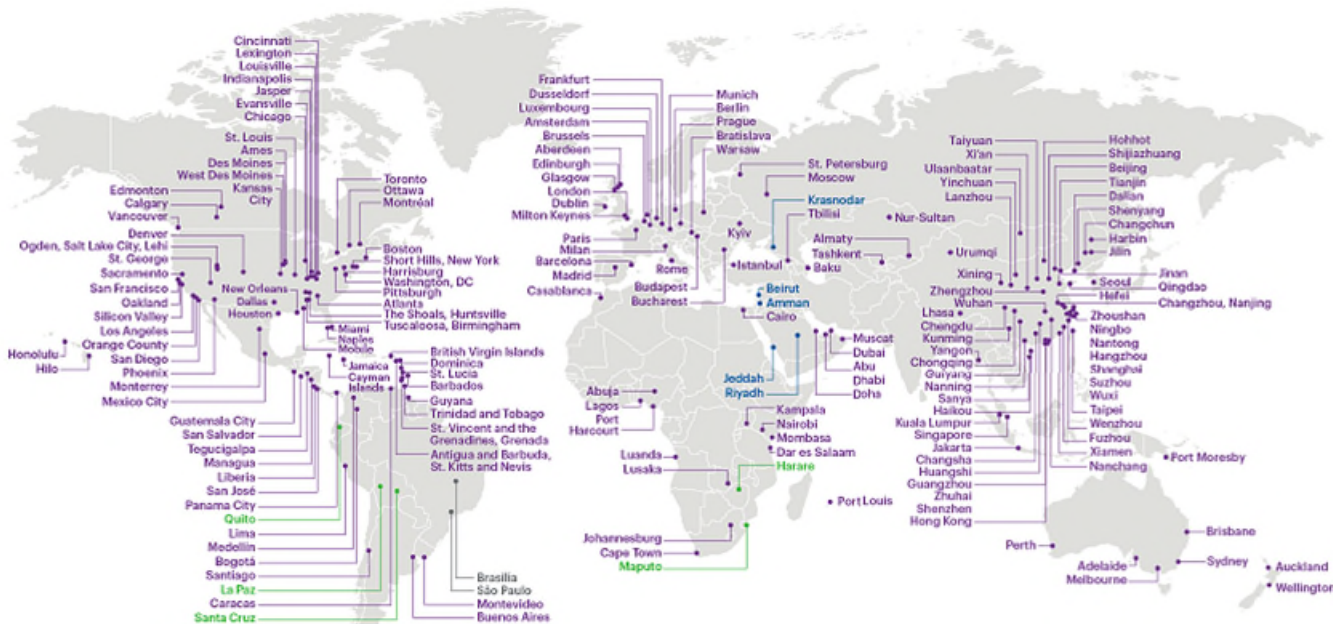 Cincinnati
Lexington
Louisville
Indianapolis
Jasper
Evansville
Chicago
St. Louis
Ames
Des Moines
West Des Moines
Kansas
City
Edmonton
Calgary
Vancouver
Denver
Ogden, Salt Lake City, Lehi
St. George
Sacramento
San Francisco
Oakland
Silicon Valley
Los Angeles
Orange County
San Diego
Phoenix
Monterrey
Mexico City
Honolulu
Hilo
New Orleans
Dallas
Houston
Toronto
Ottawa
Montréal
Boston
Short Hills, New York
Harrisburg
Washington, DC
Pittsburgh
Atlanta
The Shoals, Huntsville
Tuscaloosa, Birmingham
Miami
Naples
Mobile
Jamaica
Cayman
Islands
British Virgin Islands
Dominica
St. Lucia
Barbados
Guyana
Trinidad and Tobago
St. Vincent and the
Grenadines, Grenada
Antigua and Barbuda,
St. Kitts and Nevis
Guatemala City
San Salvador
Tegucigalpa
Managua
Liberia
San José
Panama City
Quito
Lima
Medellín
Bogotá
Santiago
La Paz
Caracas
Santa Cruz
Brasília
São Paulo
Montevideo
Buenos Aires
Frankfurt
Dusseldorf
Luxembourg
Amsterdam
Brussels
Aberdeen
Edinburgh
Glasgow
London
Dublin
Milton Keynes
Paris
Milan
Barcelona
Madrid
Casablanca
Munich
Berlin
Prague
Bratislava
Warsaw
St. Petersburg
Moscow
Krasnodar
Tbilisi
Kyiv
Rome
Istanbul
Budapest
Bucharest
Baku
Beirut
Amman
Cairo
Nur-Sultan
Almaty
Tashkent
Urumqi
Muscat
Dubai
Abu
Dhabi
Doha
Jeddah
Riyadh
Abuja
Lagos
Port
Harcourt
Kampala
Nairobi
Mombasa
Dar es Salaam
Harare
Luanda
Lusaka
Port Louis
Johannesburg
Cape Town
Maputo
Taiyuan
Xi'an
Ulaanbaatar
Yinchuan
Lanzhou
Hohhot
Shijiazhuang
Beijing
Tianjin
Dalian
Shenyang
Changchun
Harbin
Jilin
Xining
Zhengzhou
Wuhan
Lhasa
Chengdu
Kunming
Yangon
Chongqing
Guiyang
Nanning
Sanya
Haikou
Kuala Lumpur
Singapore
Jakarta
Changsha
Huangshi
Guangzhou
Zhuhai
Shenzhen
Hong Kong
Jinan
Seoul
Qingdao
Hefei
Changzhou, Nanjing
Zhoushan
Ningbo
Nantong
Hangzhou
Shanghai
Suzhou
Wuxi
Taipei
Wenzhou
Fuzhou
Xiamen
Nanchang
Port Moresby
Perth
Adelaide
Melbourne
Brisbane
Sydney
Auckland
Wellington